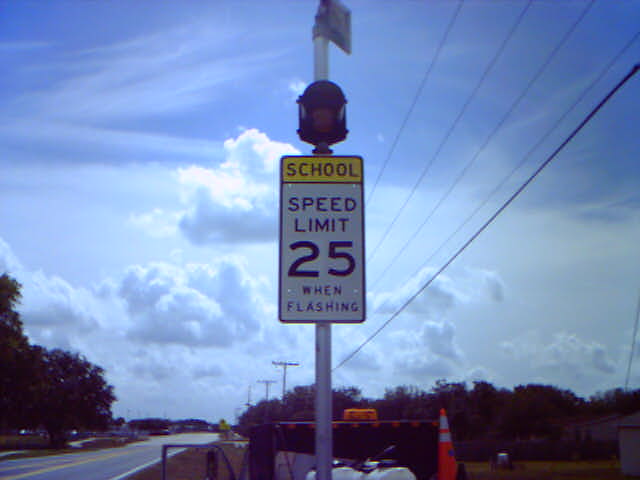 SCHOOL
SPEED
LIMIT
25
WHEN
FLASHING